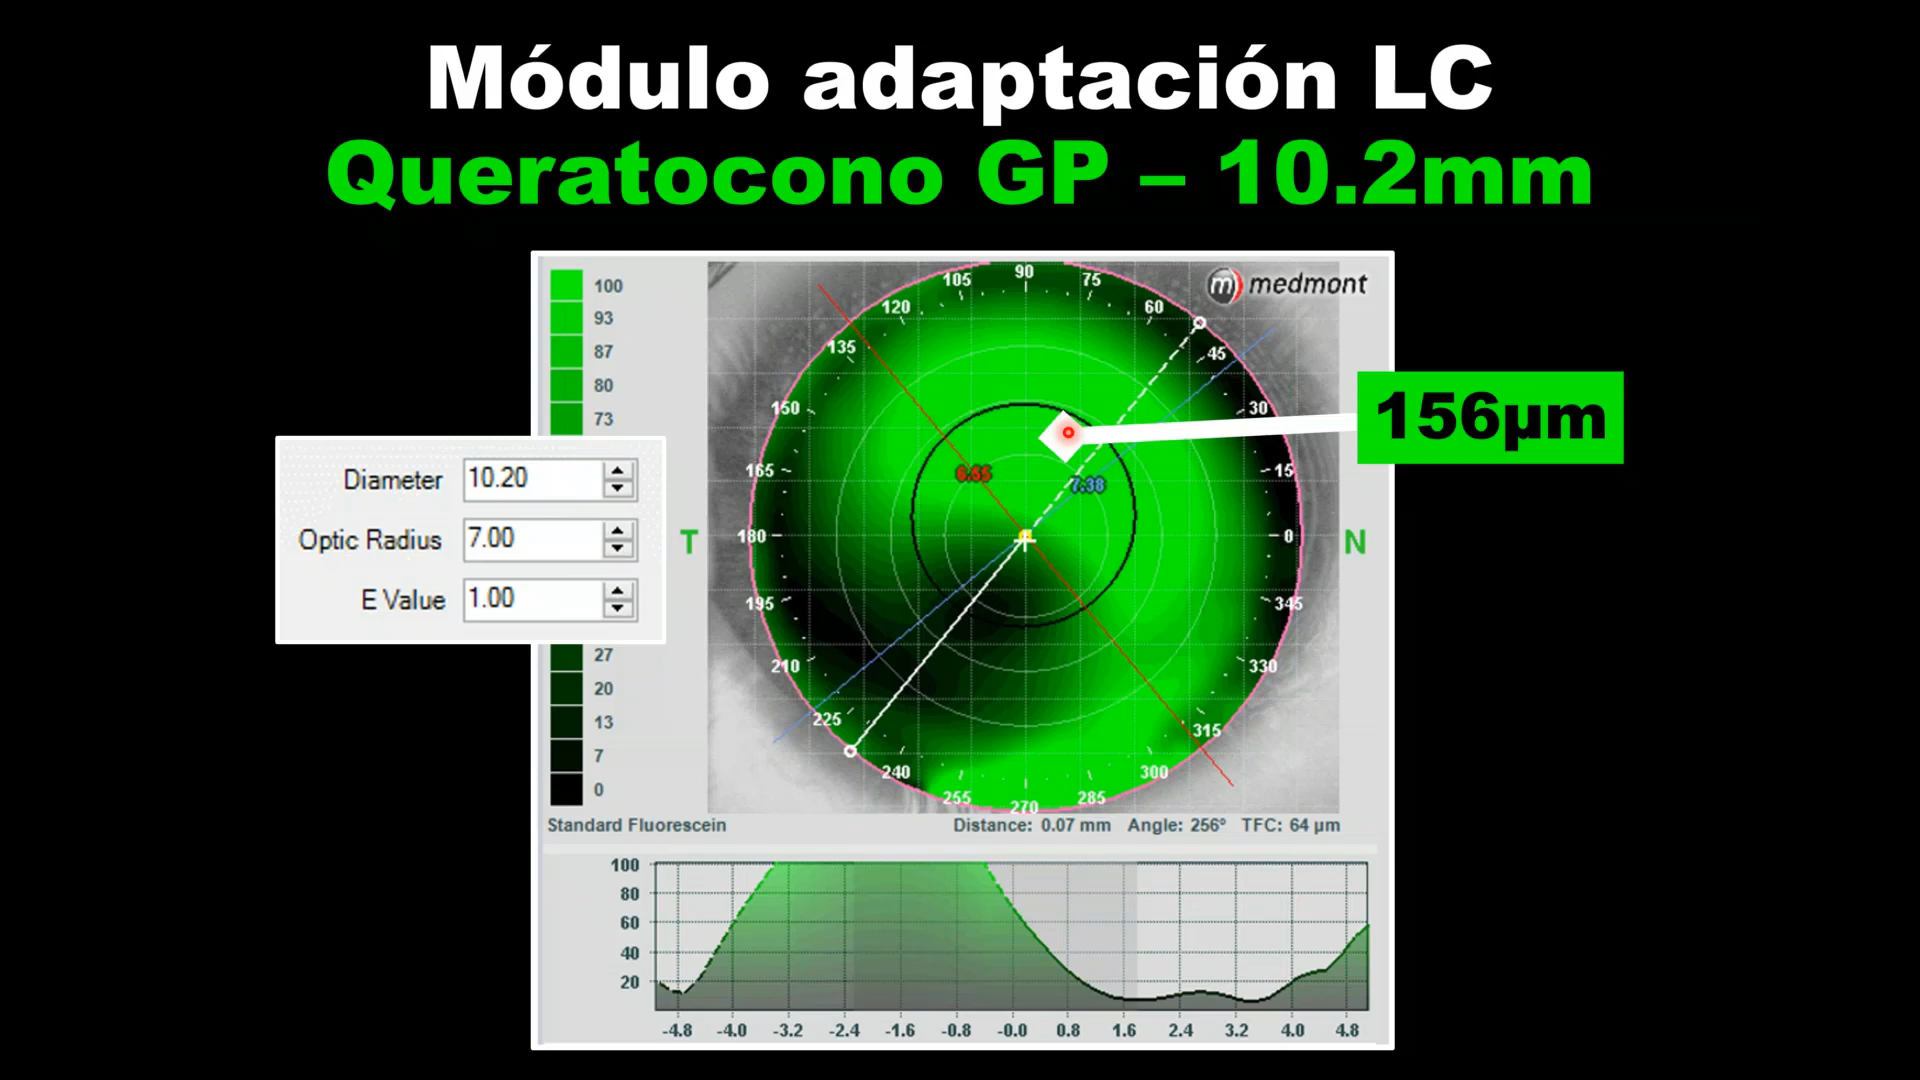 Módulo adaptación LC
Queratocono GP – 10.2mm
100
93
87
80
73
27
20
13
7
0
Diameter 10.20
Optic Radius 7.00
E Value 1.00
medmont
156µm
90
105 75
120 60
135 45
150 30
165 15
180 0
195 345
210 330
225 315
240 300
255 285
270
6.55
7.38
T
N
Standard Fluorescein Distance: 0.07 mm Angle: 256° TFC: 64 µm
100
80
60
40
20
-4.8 -4.0 -3.2 -2.4 -1.6 -0.8 -0.0 0.8 1.6 2.4 3.2 4.0 4.8